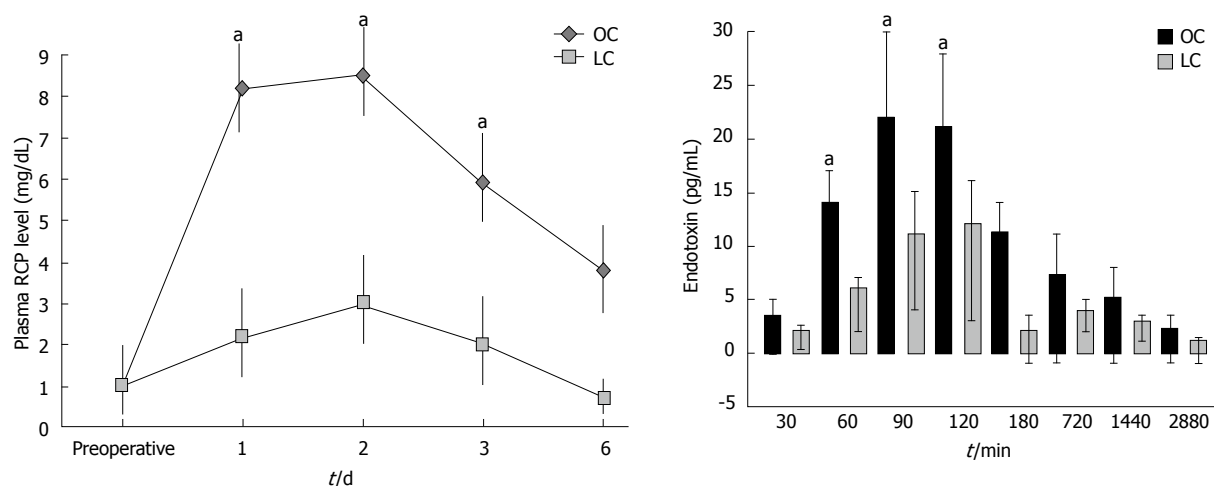 a
a
OC
LC
9
8
7
6
5
4
3
2
1
0
a
Plasma RCP level (mg/dL)
Preoperative 1 2 3 6
t/d
30
25
20
15
10
5
0
-5
a
a
a
OC
LC
Endotoxin (pg/mL)
30 60 90 120 180 720 1440 2880
t/min